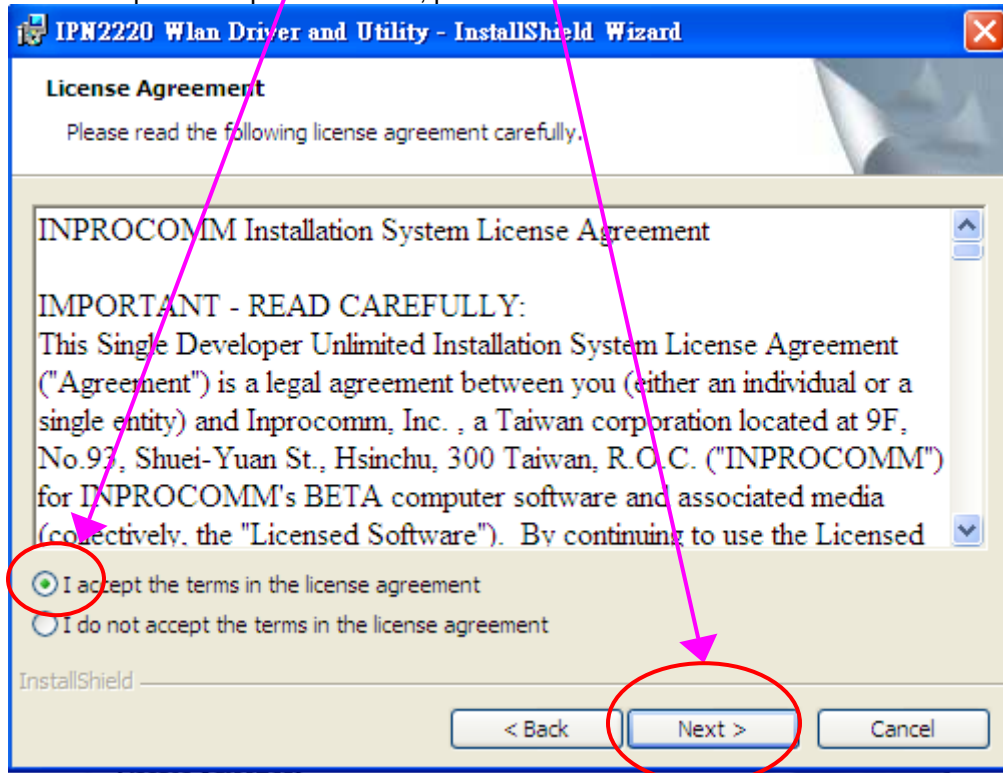 IPN2220 Wlan Driver and Utility - InstallShield Wizard
License Agreement
Please read the following license agreement carefully.
INPROCOMM Installation System License Agreement
IMPORTANT - READ CAREFULLY:
This Single Developer Unlimited Installation System License Agreement
("Agreement") is a legal agreement between you (either an individual or a
single entity) and Inprocomm, Inc. , a Taiwan corporation located at 9F,
No.93, Shuei-Yuan St., Hsinchu, 300 Taiwan, R.O.C. ("INPROCOMM")
for INPROCOMM's BETA computer software and associated media
(collectively, the "Licensed Software"). By continuing to use the Licensed
I accept the terms in the license agreement
I do not accept the terms in the license agreement
InstallShield
< Back Next > Cancel